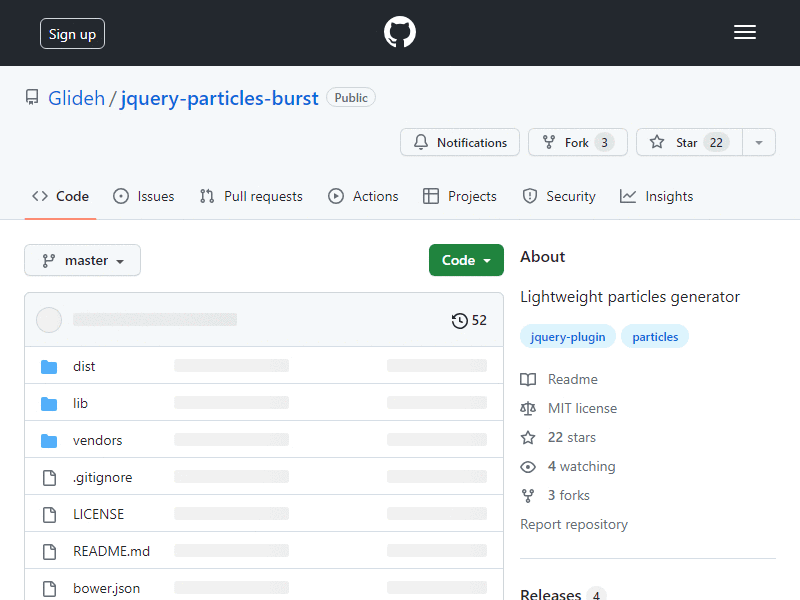 Sign up
Glideh / jquery-particles-burst Public
Notifications Fork 3 Star 22
Code Issues Pull requests Actions Projects Security Insights
master Code
52
dist
lib
vendors
.gitignore
LICENSE
README.md
bower.json
About
Lightweight particles generator
jquery-plugin particles
Readme
MIT license
22 stars
4 watching
3 forks
Report repository
Releases 4